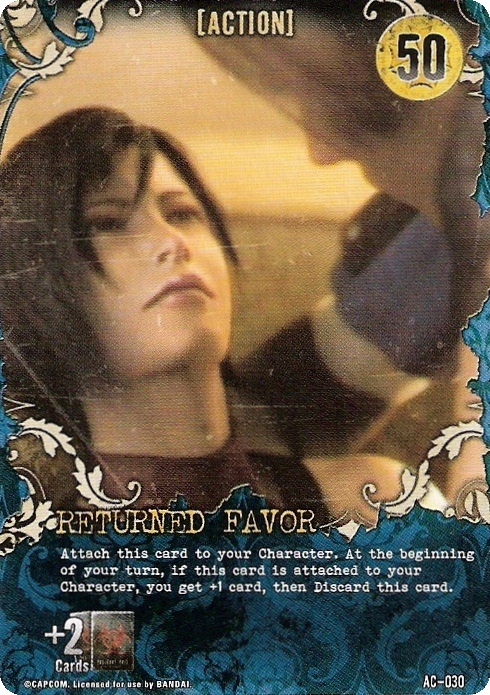 [ACTION]
50
RETURNED FAVOR
Attach this card to your Character. At the beginning
of your turn, if this card is attached to your
Character, you get +1 card, then Discard this card.
+2
Cards
©CAPCOM. Licensed for use by BANDAI.
AC-030